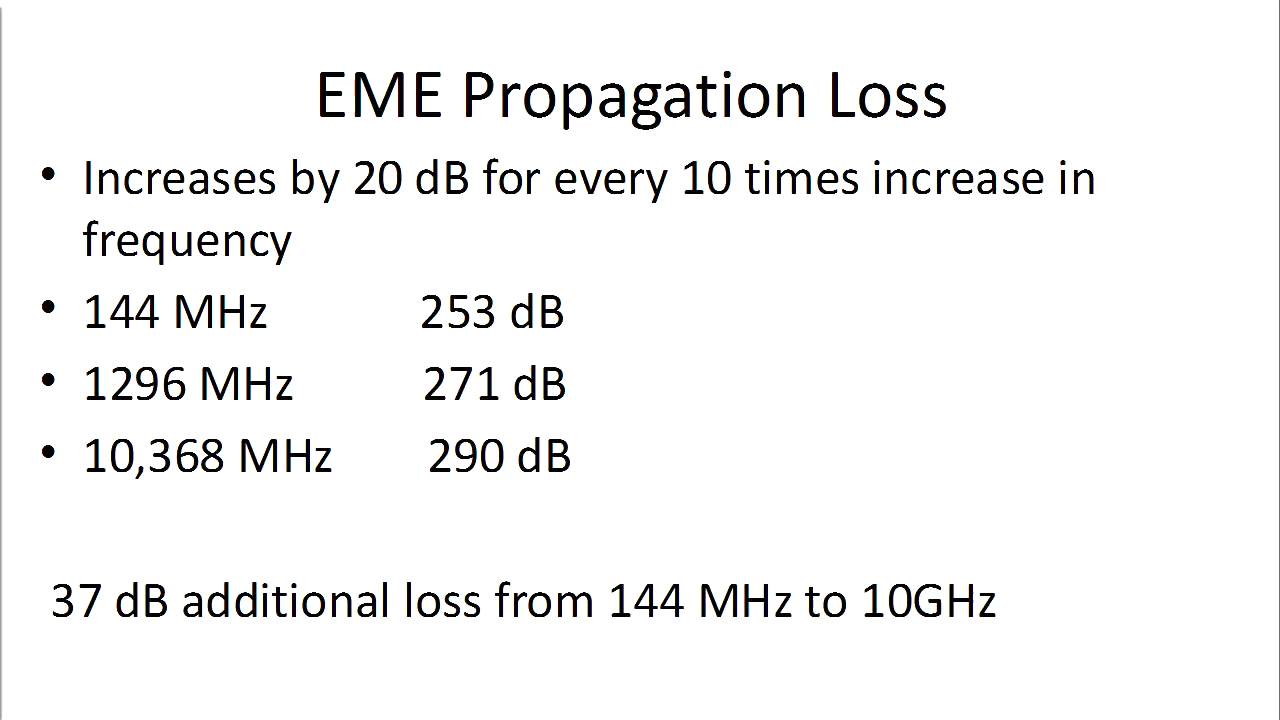 EME Propagation Loss
• Increases by 20 dB for every 10 times increase in
frequency
• 144 MHz 253 dB
• 1296 MHz 271 dB
• 10,368 MHz 290 dB
37 dB additional loss from 144 MHz to 10GHz